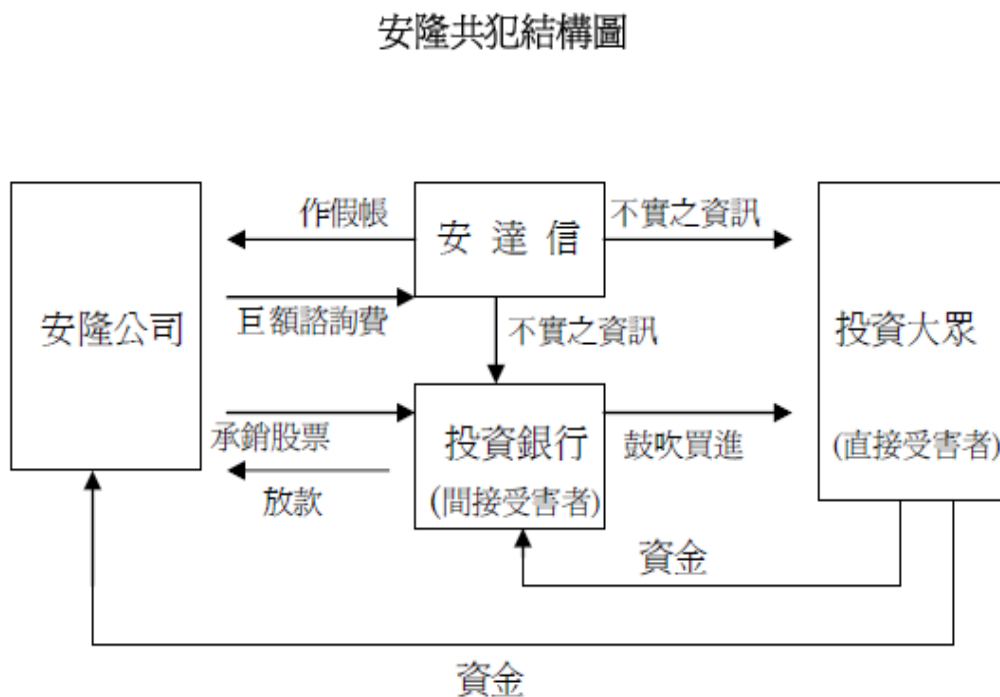 安隆共犯結構圖
作假帳
安達信
不實之資訊
安隆公司
巨額諮詢費
不實之資訊
投資大眾
承銷股票
投資銀行
鼓吹買進
(直接受害者)
放款
(間接受害者)
資金
資金